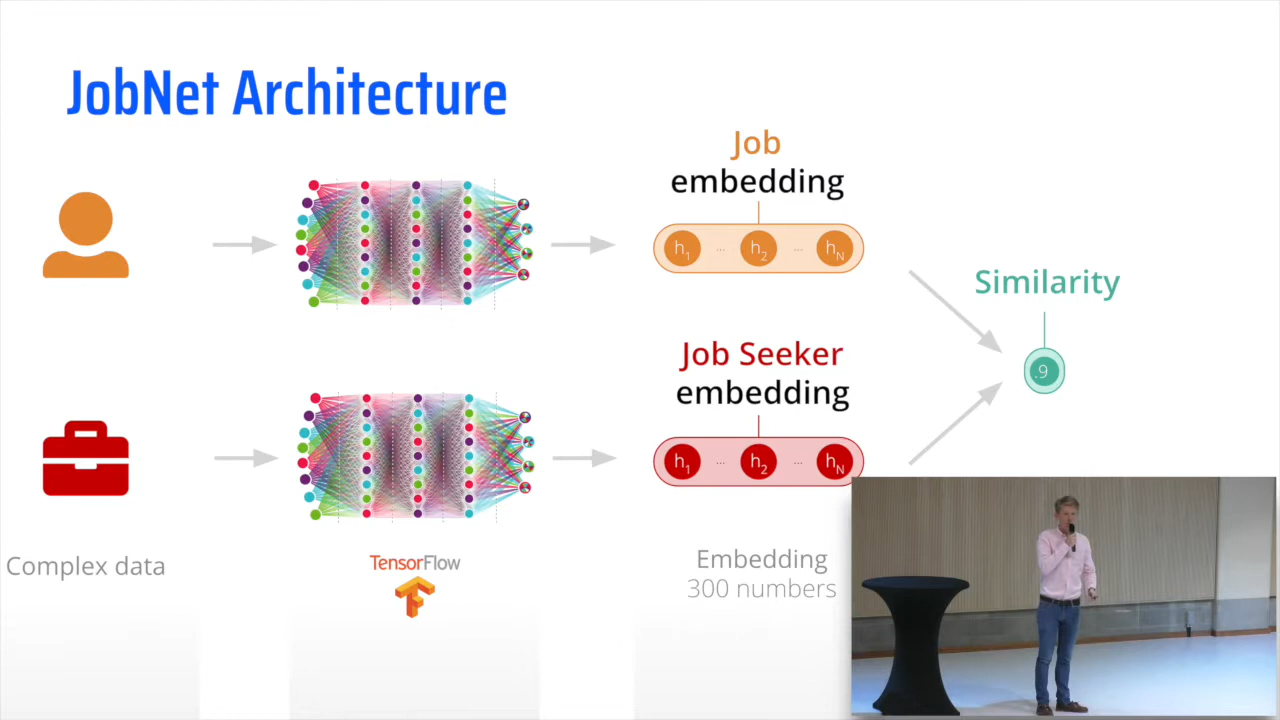 JobNet Architecture
Job
embedding
h1 ... h2 ... hN
Similarity
.9
Job Seeker
embedding
h1 ... h2 ... hN
Complex data
TensorFlow
Embedding
300 numbers